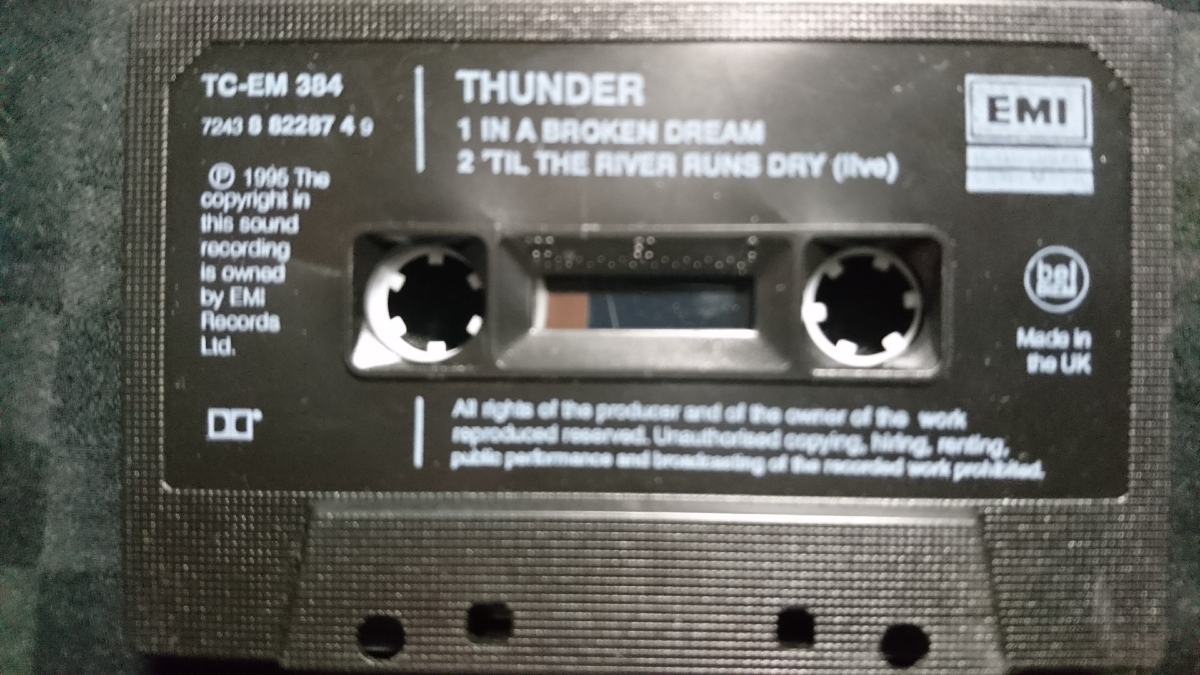 TC-EM 384
7243 8 82287 4 9
Ⓟ 1995 The
copyright in
this sound
recording
is owned
by EMI
Records
Ltd.
THUNDER
1 IN A BROKEN DREAM
2 'TIL THE RIVER RUNS DRY (live)
EMI
bel
Made in
the UK
All rights of the producer and of the owner of the work
reproduced reserved. Unauthorised copying, hiring, renting,
public performance and broadcasting of the recorded work prohibited.